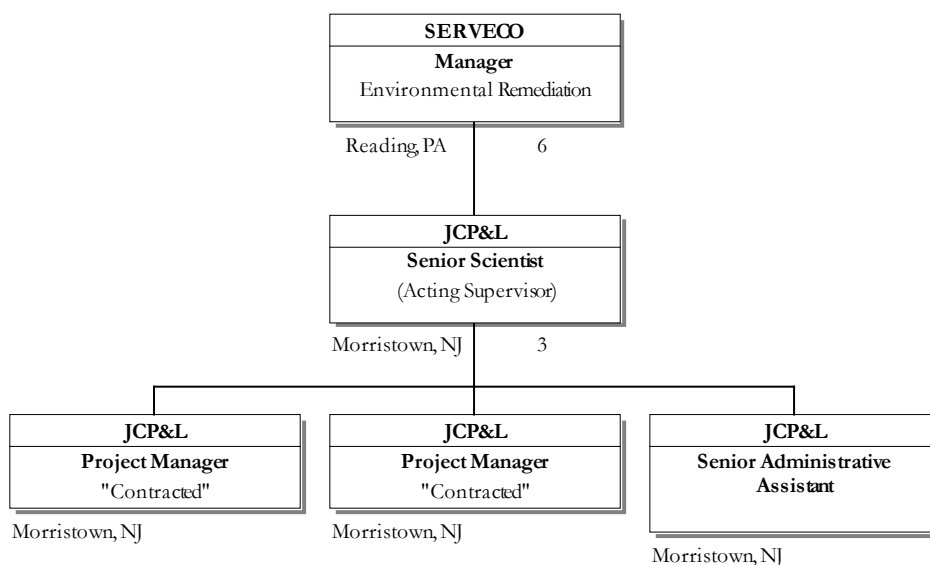 SERVECO
Manager
Environmental Remediation
Reading, PA 6
JCP&L
Senior Scientist
(Acting Supervisor)
Morristown, NJ 3
JCP&L
Project Manager
"Contracted"
Morristown, NJ
JCP&L
Project Manager
"Contracted"
Morristown, NJ
JCP&L
Senior Administrative
Assistant
Morristown, NJ